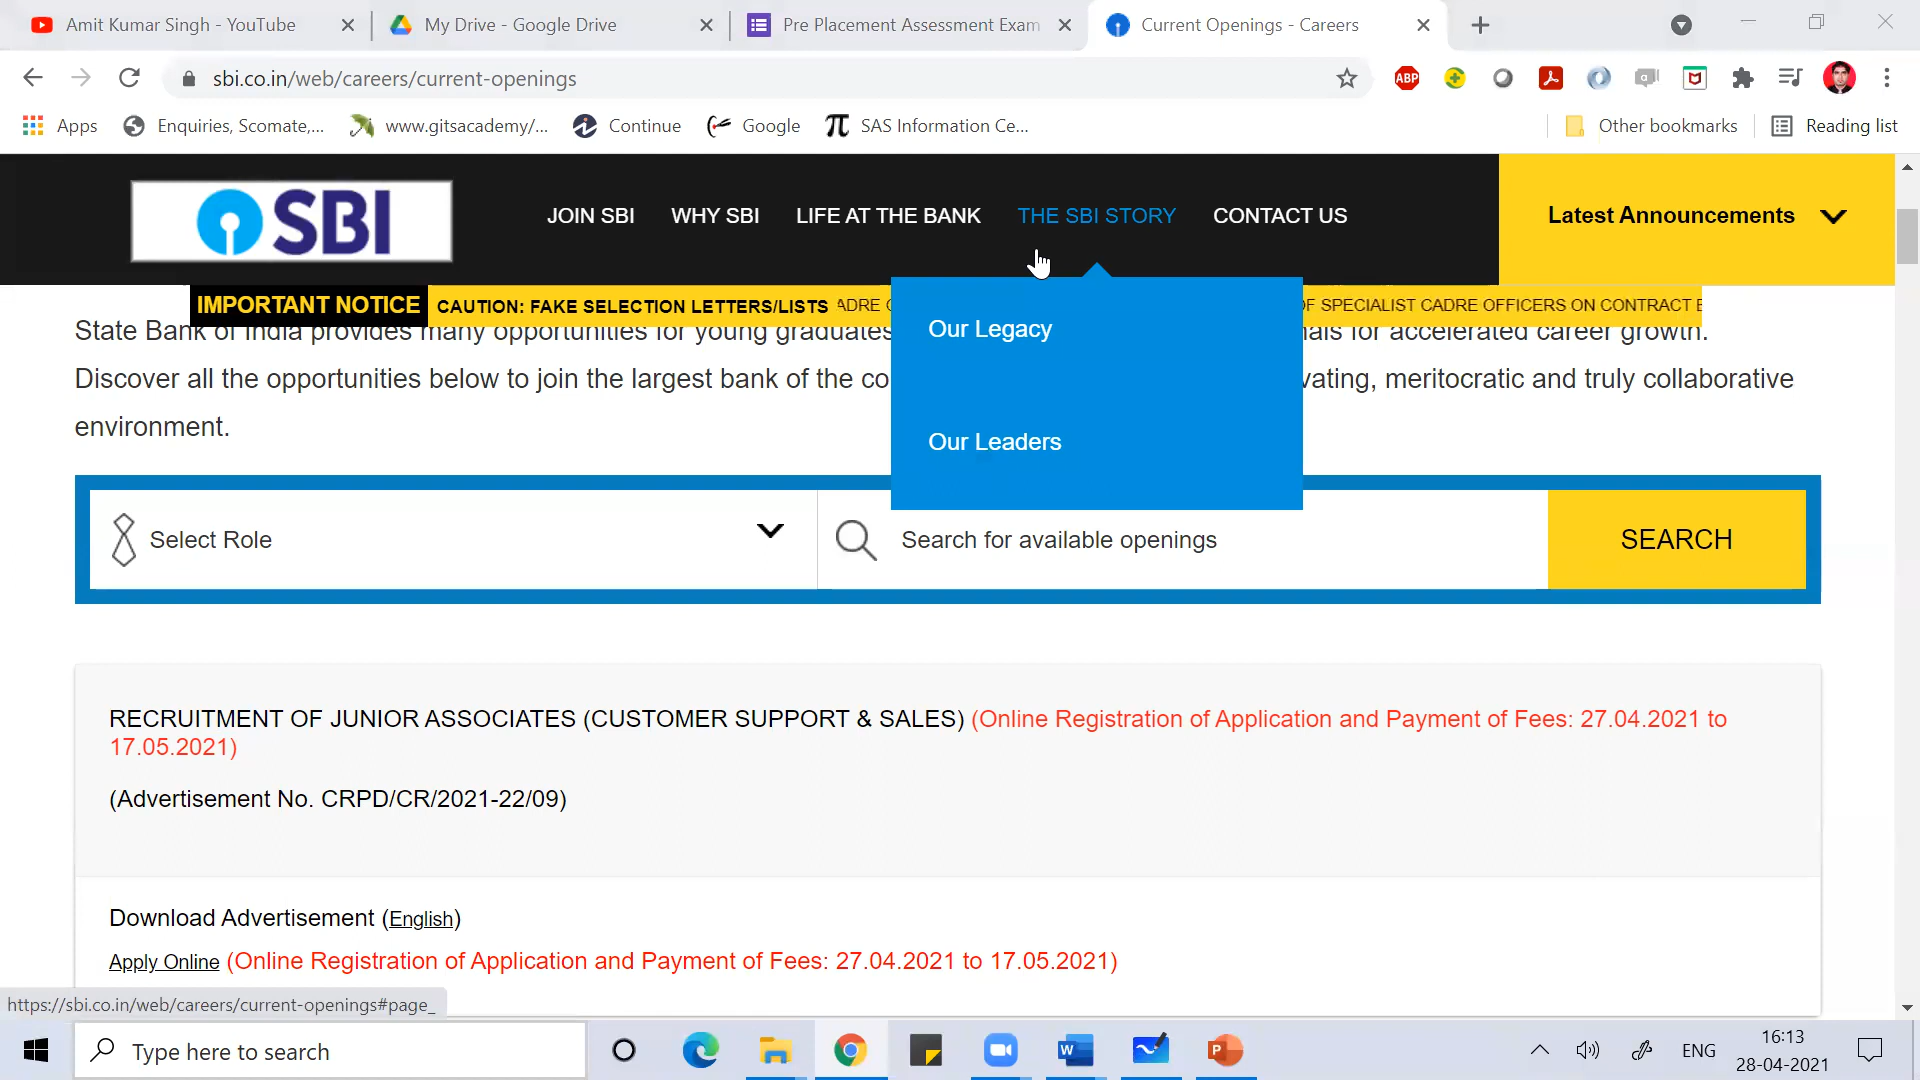 Amit Kumar Singh - YouTube
My Drive - Google Drive
Pre Placement Assessment Exam
Current Openings - Careers
sbi.co.in/web/careers/current-openings
ABP
Apps
Enquiries, Scomate,...
www.gitsacademy/...
Continue
Google
SAS Information Ce...
Other bookmarks
Reading list
SBI
JOIN SBI
WHY SBI
LIFE AT THE BANK
THE SBI STORY
CONTACT US
Latest Announcements
IMPORTANT NOTICE
CAUTION: FAKE SELECTION LETTERS/LISTS
OF SPECIALIST CADRE OFFICERS ON CONTRACT
Our Legacy
Our Leaders
State Bank of India provides many opportunities for young graduates for accelerated career growth.
Discover all the opportunities below to join the largest bank of the meritocratic and truly collaborative
environment.
Select Role
Search for available openings
SEARCH
RECRUITMENT OF JUNIOR ASSOCIATES (CUSTOMER SUPPORT & SALES) (Online Registration of Application and Payment of Fees: 27.04.2021 to
17.05.2021)
(Advertisement No. CRPD/CR/2021-22/09)
Download Advertisement (English)
Apply Online (Online Registration of Application and Payment of Fees: 27.04.2021 to 17.05.2021)
https://sbi.co.in/web/careers/current-openings#page_
Type here to search
ENG
16:13
28-04-2021